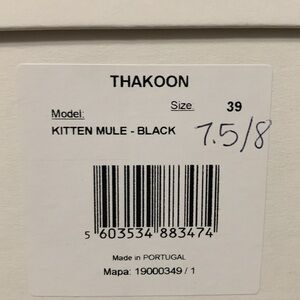 THAKOON
Model: Size: 39
KITTEN MULE - BLACK 7.5/8
5 603534 883474
Made in PORTUGAL
Mapa: 19000349 / 1